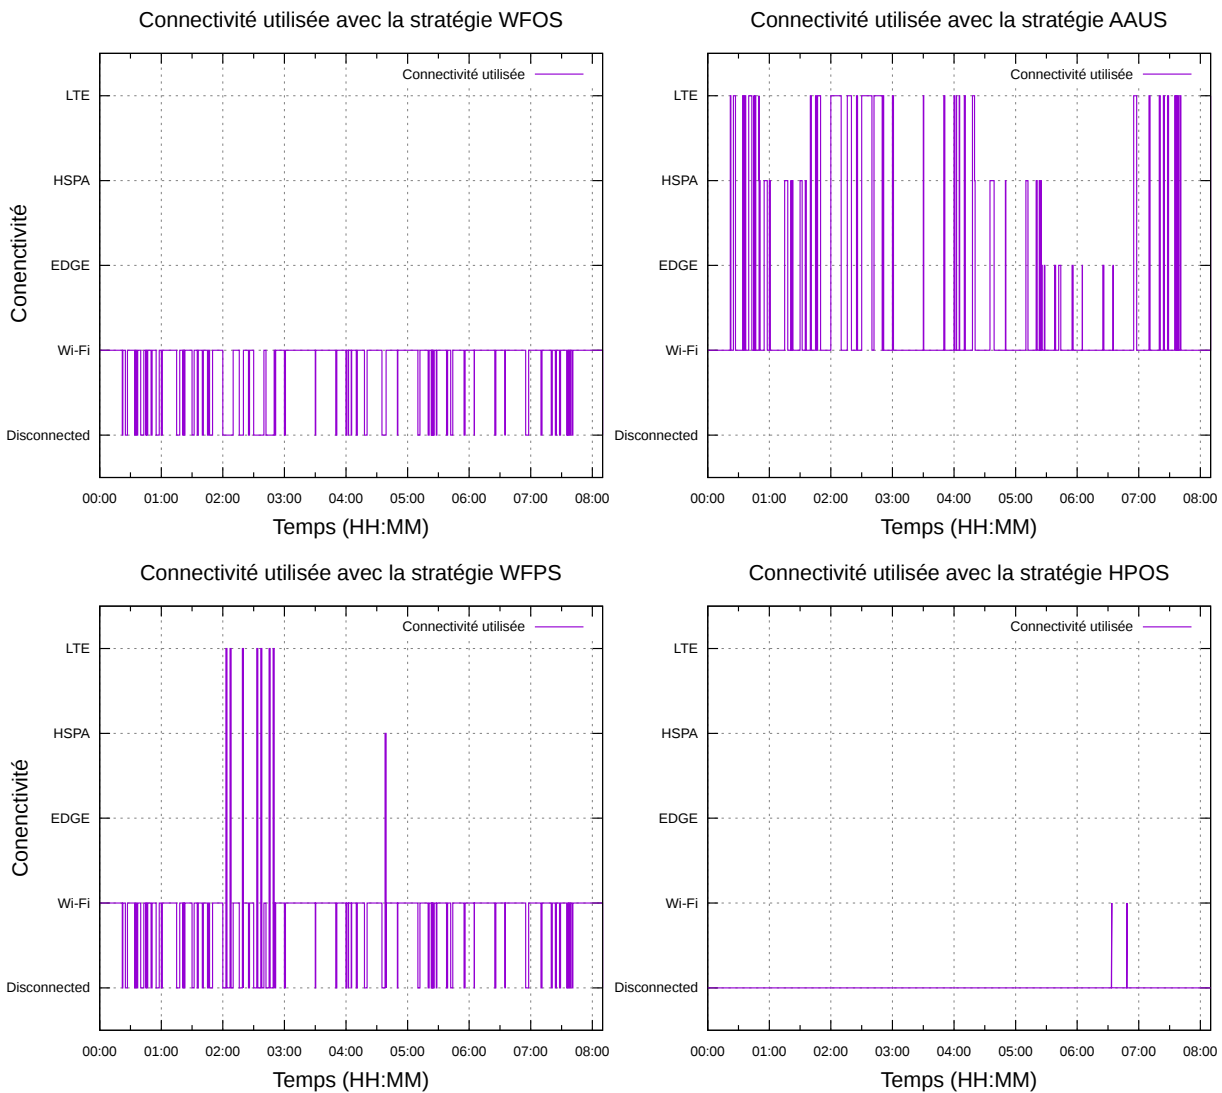 Connectivité utilisée avec la stratégie WFOS
Connectivité utilisée
LTE
HSPA
EDGE
Wi-Fi
Disconnected
Conenctivité
00:00 01:00 02:00 03:00 04:00 05:00 06:00 07:00 08:00
Temps (HH:MM)
Connectivité utilisée avec la stratégie AAUS
Connectivité utilisée
LTE
HSPA
EDGE
Wi-Fi
Disconnected
00:00 01:00 02:00 03:00 04:00 05:00 06:00 07:00 08:00
Temps (HH:MM)
Connectivité utilisée avec la stratégie WFPS
Connectivité utilisée
LTE
HSPA
EDGE
Wi-Fi
Disconnected
Conenctivité
00:00 01:00 02:00 03:00 04:00 05:00 06:00 07:00 08:00
Temps (HH:MM)
Connectivité utilisée avec la stratégie HPOS
Connectivité utilisée
LTE
HSPA
EDGE
Wi-Fi
Disconnected
00:00 01:00 02:00 03:00 04:00 05:00 06:00 07:00 08:00
Temps (HH:MM)